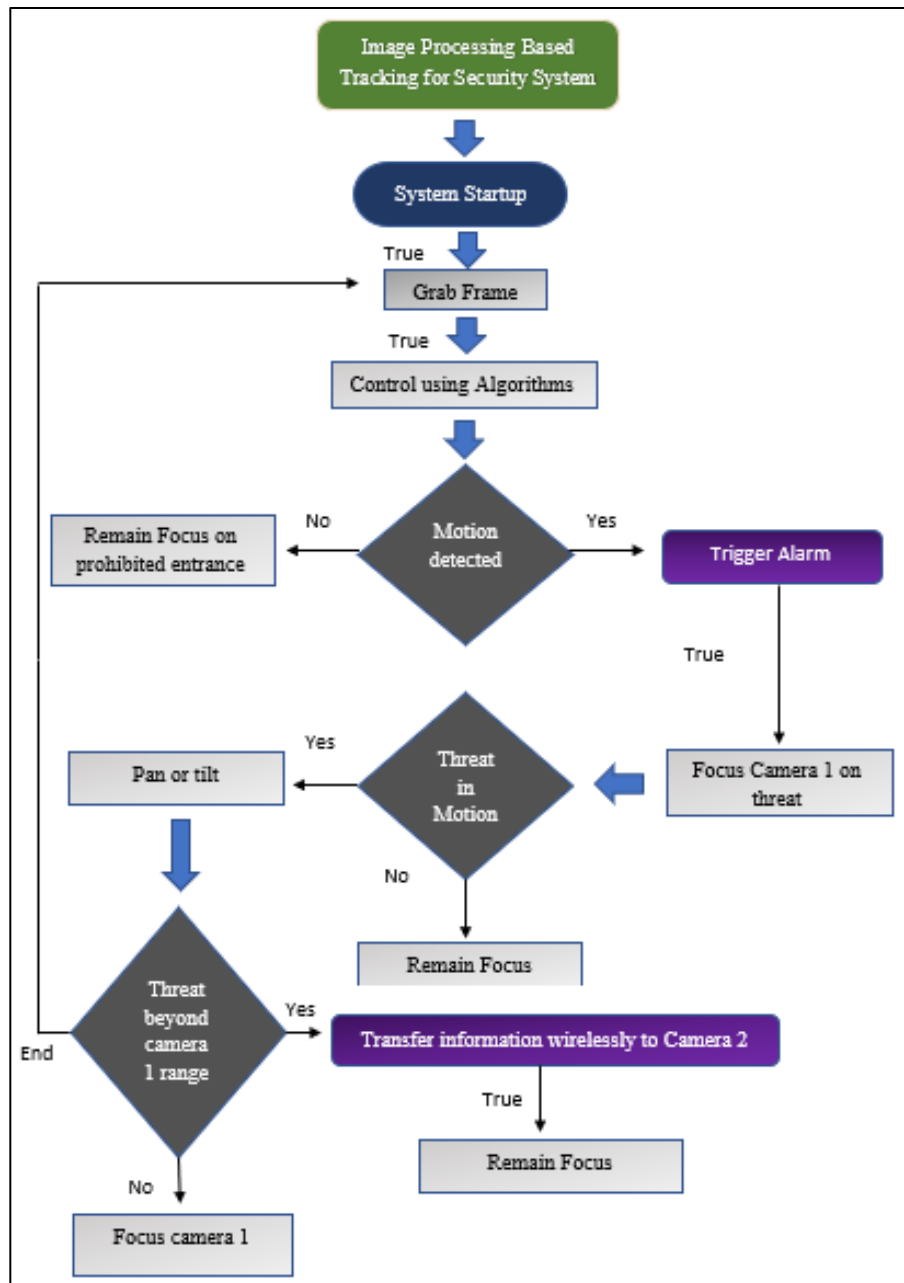 Image Processing Based
Tracking for Security System
System Startup
True
Grab Frame
True
Control using Algorithms
No
Motion
detected
Yes
Remain Focus on
prohibited entrance
Trigger Alarm
True
Yes
Threat
in
Motion
Pan or tilt
Focus Camera 1 on
threat
No
Remain Focus
Threat
beyond
camera
1 range
Yes
End
Transfer information wirelessly to Camera 2
True
Remain Focus
No
Focus camera 1